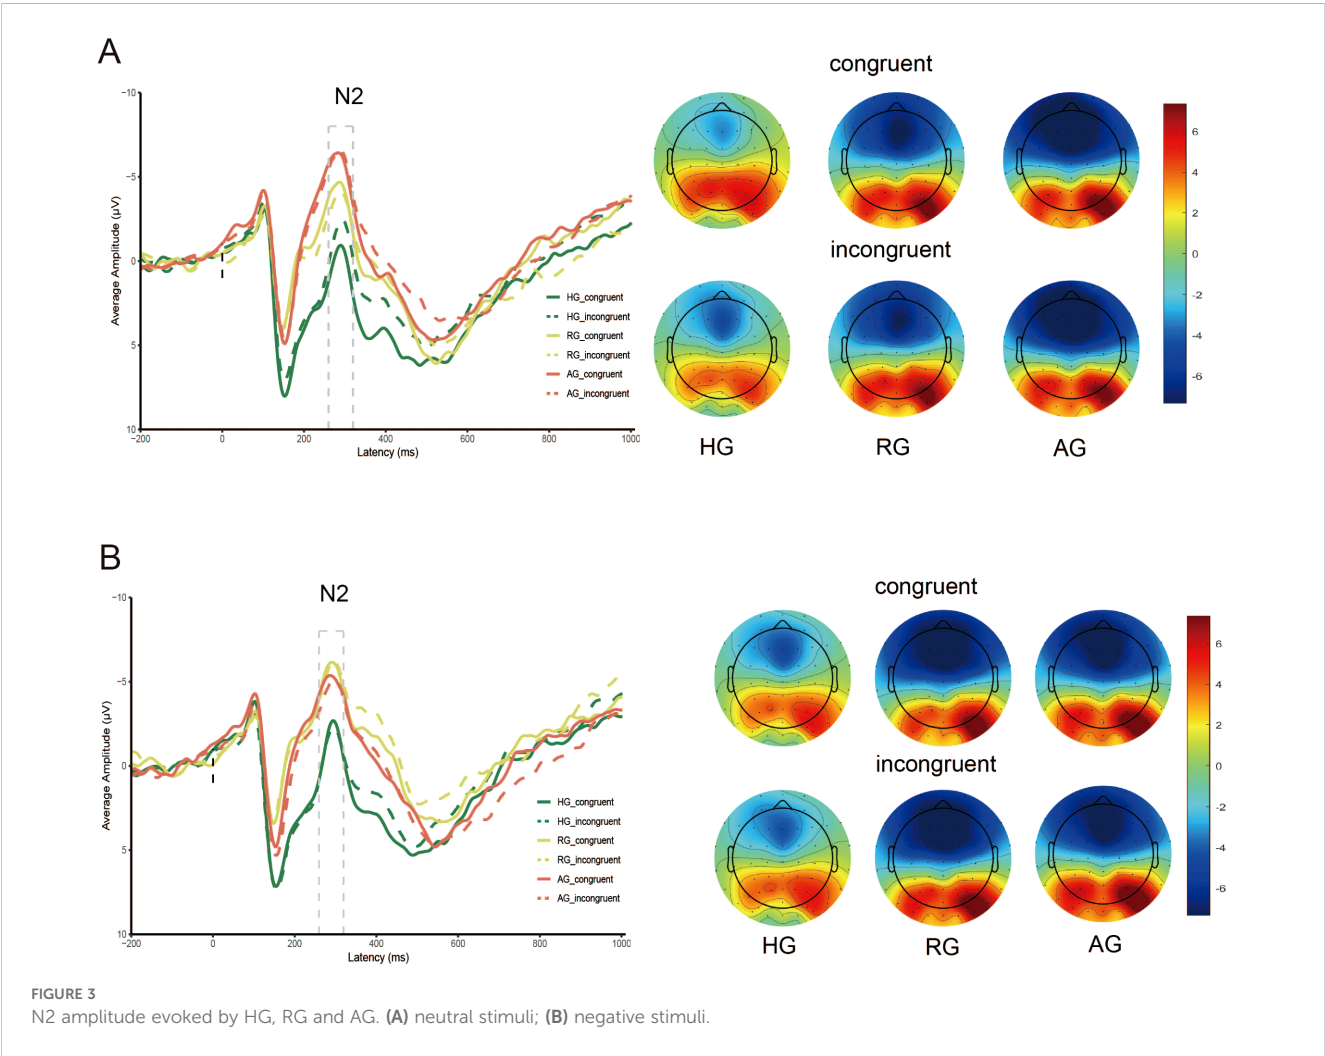 A
N2
−10
−5
0
5
10
Average Amplitude (µV)
−200
0
200
400
600
800
1000
Latency (ms)
HG_congruent
HG_incongruent
RG_congruent
RG_incongruent
AG_congruent
AG_incongruent
congruent
incongruent
HG
RG
AG
6
4
2
0
-2
-4
-6
B
N2
−10
−5
0
5
10
Average Amplitude (µV)
−200
0
200
400
600
800
1000
Latency (ms)
HG_congruent
HG_incongruent
RG_congruent
RG_incongruent
AG_congruent
AG_incongruent
congruent
incongruent
HG
RG
AG
6
4
2
0
-2
-4
-6
FIGURE 3
N2 amplitude evoked by HG, RG and AG. (A) neutral stimuli; (B) negative stimuli.